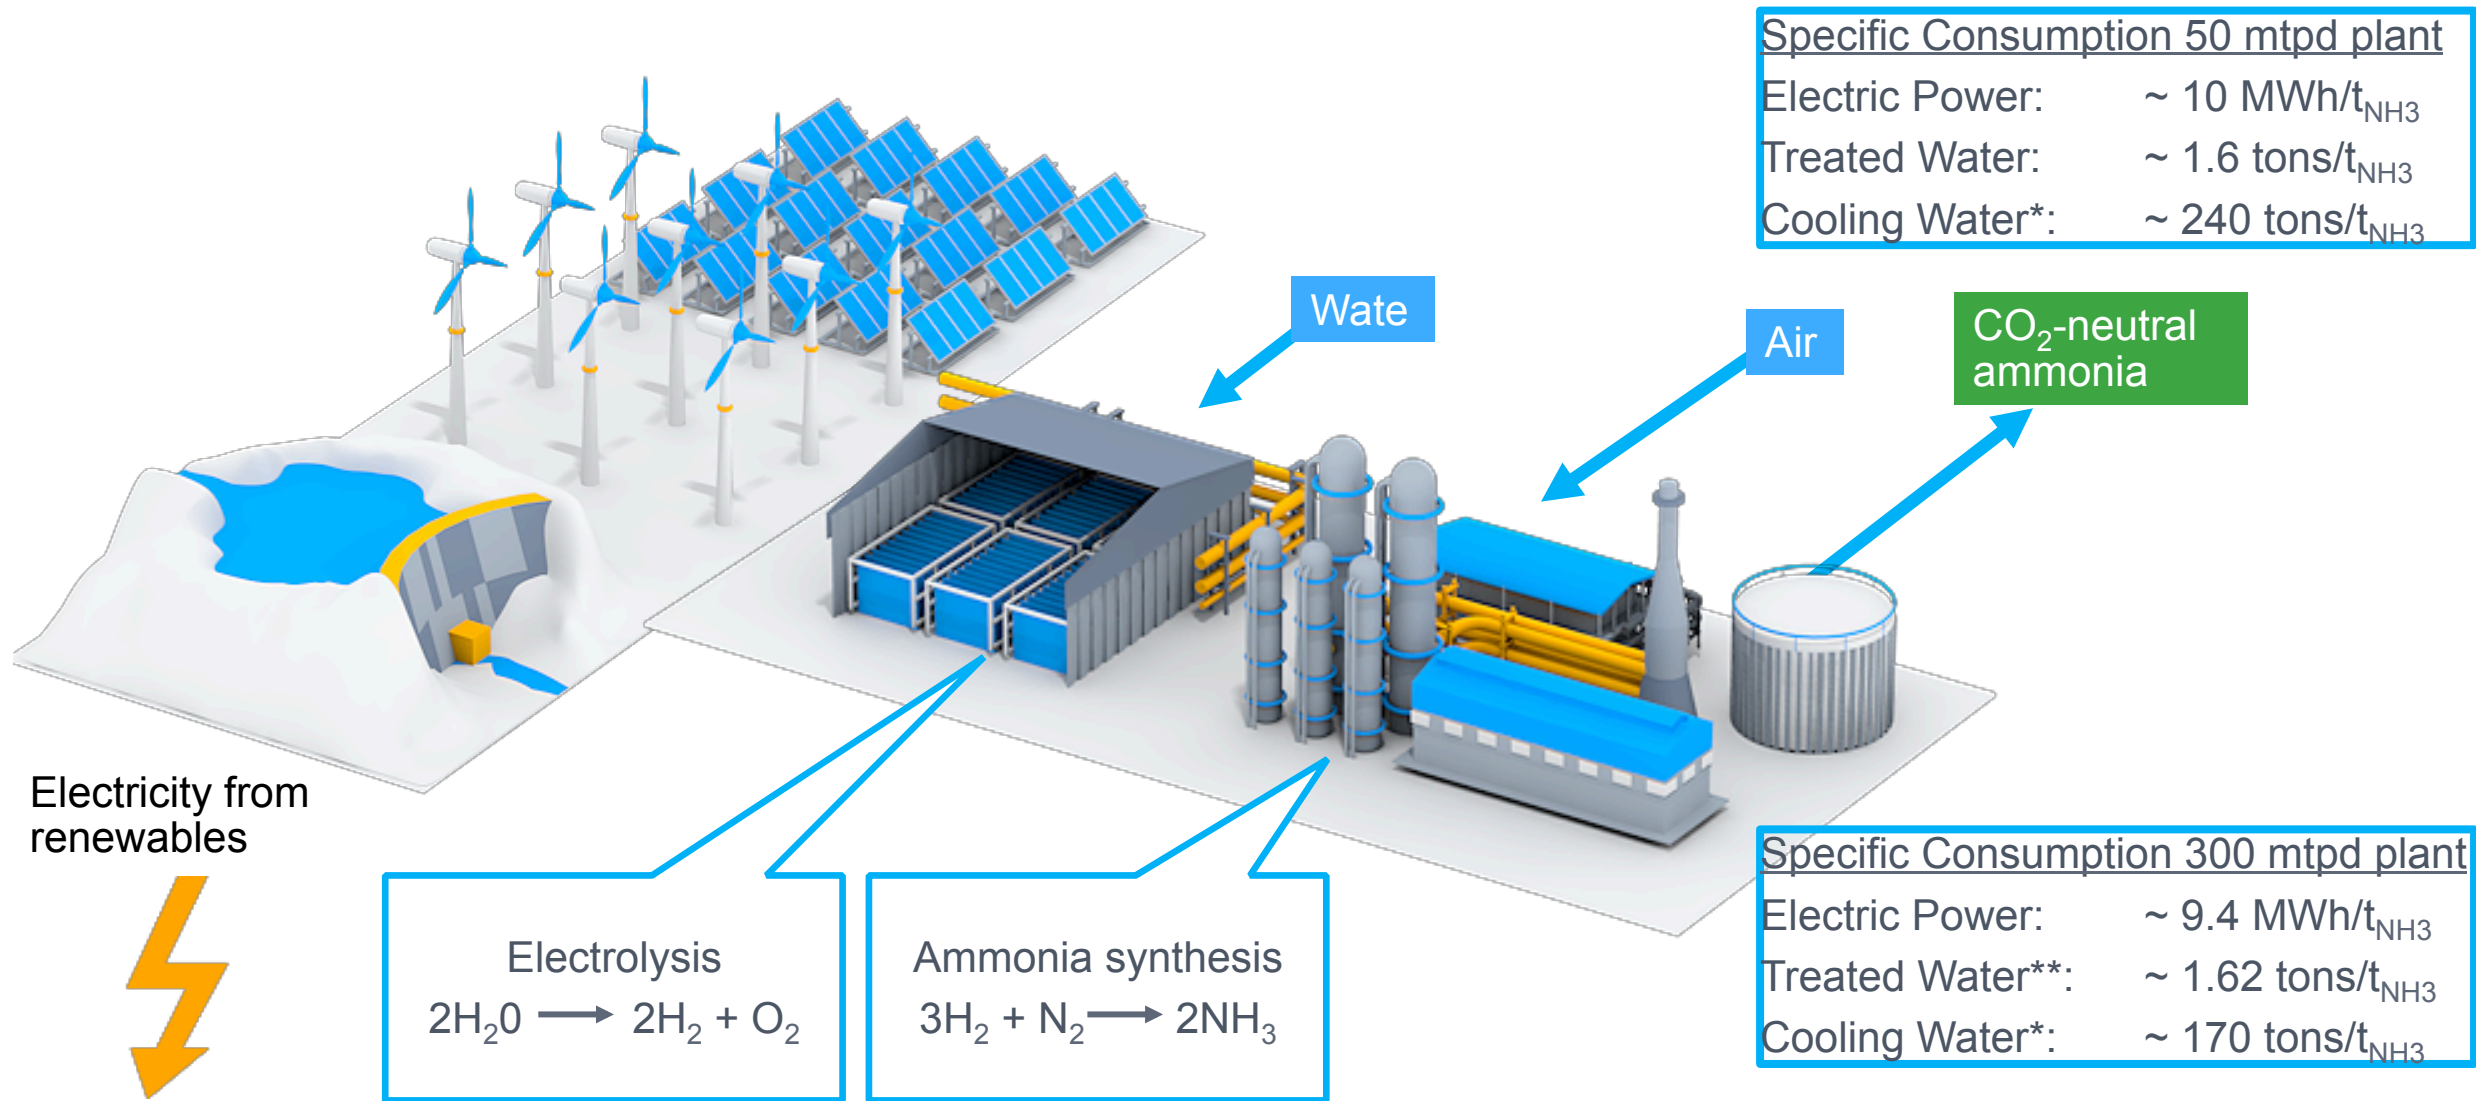 Specific Consumption 50 mtpd plant
Electric Power: ~ 10 MWh/tNH3
Treated Water: ~ 1.6 tons/tNH3
Cooling Water*: ~ 240 tons/tNH3
Wate
Air
CO2-neutral
ammonia
Electricity from
renewables
Electrolysis
2H20 → 2H2 + O2
Ammonia synthesis
3H2 + N2 → 2NH3
Specific Consumption 300 mtpd plant
Electric Power: ~ 9.4 MWh/tNH3
Treated Water**: ~ 1.62 tons/tNH3
Cooling Water*: ~ 170 tons/tNH3